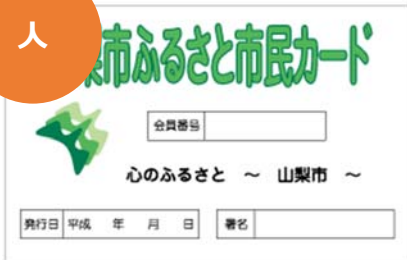 人
梨市ふるさと市民カード
会員番号
心のふるさと ～ 山梨市 ～
発行日 平成 年 月 日 署名